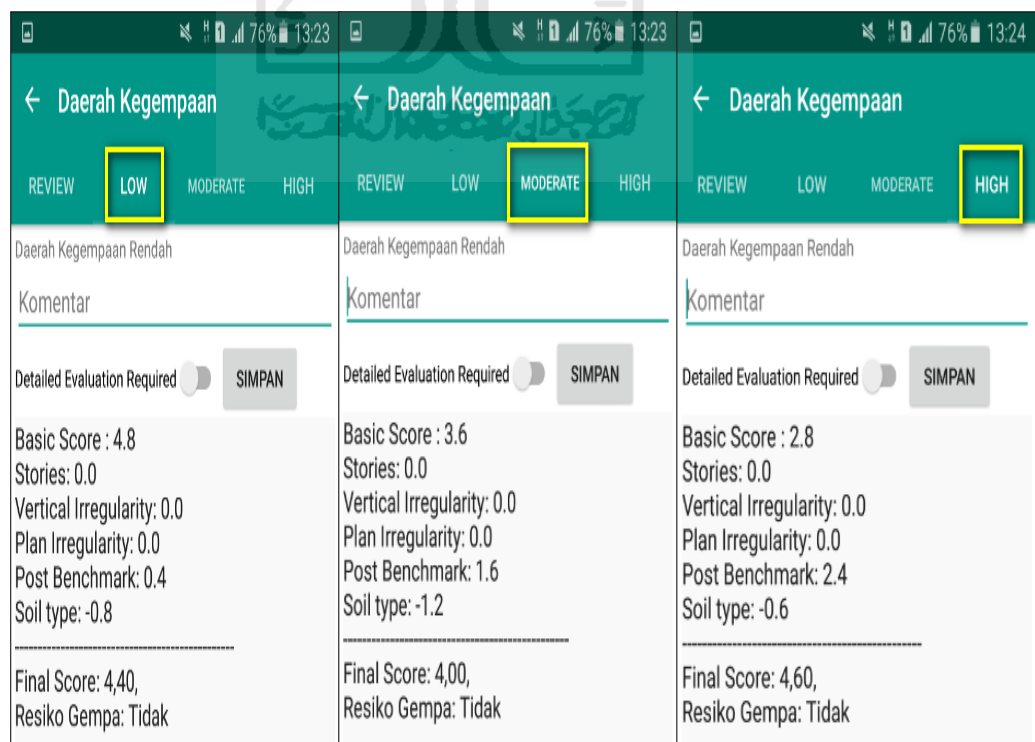 76% 13:23
← Daerah Kegempaan
REVIEW LOW MODERATE HIGH
Daerah Kegempaan Rendah
Komentar
Detailed Evaluation Required SIMPAN
Basic Score : 4.8
Stories: 0.0
Vertical Irregularity: 0.0
Plan Irregularity: 0.0
Post Benchmark: 0.4
Soil type: -0.8
--------------------------------------------
Final Score: 4,40,
Resiko Gempa: Tidak
76% 13:23
← Daerah Kegempaan
REVIEW LOW MODERATE HIGH
Daerah Kegempaan Rendah
Komentar
Detailed Evaluation Required SIMPAN
Basic Score : 3.6
Stories: 0.0
Vertical Irregularity: 0.0
Plan Irregularity: 0.0
Post Benchmark: 1.6
Soil type: -1.2
--------------------------------------------
Final Score: 4,00,
Resiko Gempa: Tidak
76% 13:24
← Daerah Kegempaan
REVIEW LOW MODERATE HIGH
Daerah Kegempaan Rendah
Komentar
Detailed Evaluation Required SIMPAN
Basic Score : 2.8
Stories: 0.0
Vertical Irregularity: 0.0
Plan Irregularity: 0.0
Post Benchmark: 2.4
Soil type: -0.6
--------------------------------------------
Final Score: 4,60,
Resiko Gempa: Tidak